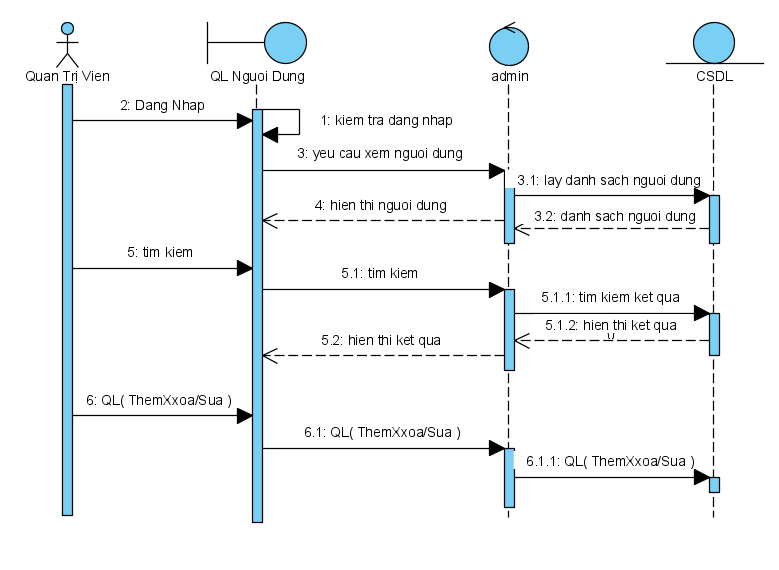 Quan Tri Vien
QL Nguoi Dung
admin
CSDL
2: Dang Nhap
1: kiem tra dang nhap
3: yeu cau xem nguoi dung
3.1: lay danh sach nguoi dung
4: hien thi nguoi dung
3.2: danh sach nguoi dung
5: tim kiem
5.1: tim kiem
5.1.1: tim kiem ket qua
5.1.2: hien thi ket qua
5.2: hien thi ket qua
6: QL( ThemXxoa/Sua )
6.1: QL( ThemXxoa/Sua )
6.1.1: QL( ThemXxoa/Sua )